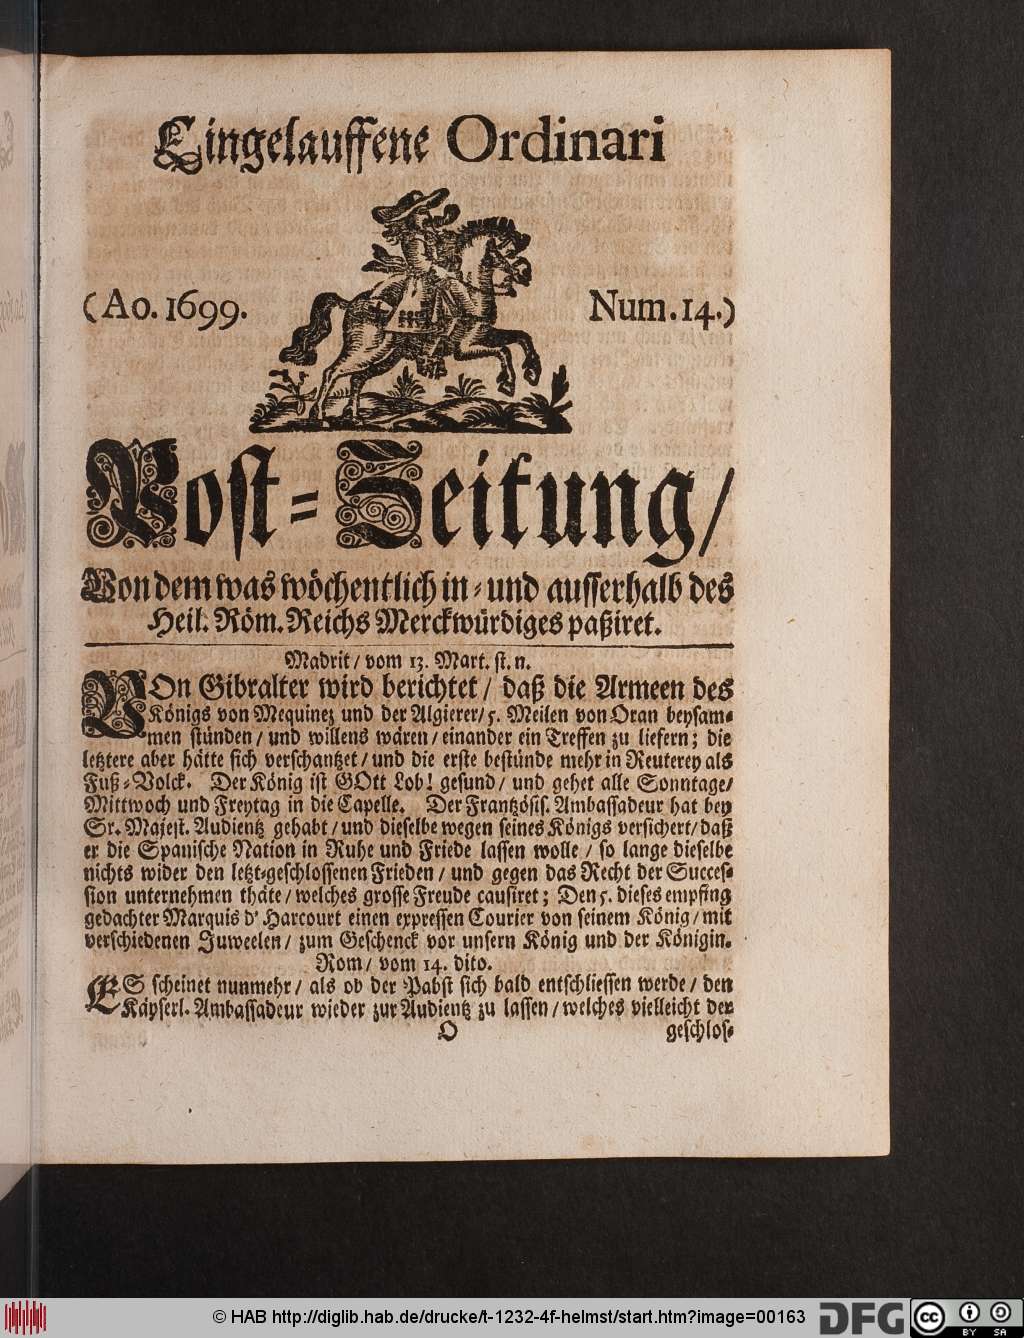 Eingelauffene Ordinari
(Ao. 1699. Num. 14.)
Post-Zeitung/
Von dem was wöchentlich in- und ausserhalb des
Heil. Röm. Reichs Merckwürdiges paßiret.
Madrit/ vom 13. Mart. st. n.
VOn Gibralter wird berichtet/ daß die Armeen des
Königs von Mequinez und der Algierer/ 5. Meilen von Oran beysam-
men stünden/ und willens wären/ einander ein Treffen zu liefern; die
letztere aber hätte sich verschantzet/ und die erste bestünde mehr in Reuterey als
Fuß-Volck. Der König ist GOtt Lob! gesund/ und gehet alle Sonntage/
Mittwoch und Freytag in die Capelle. Der Frantzösis. Ambassadeur hat bey
Sr. Majest. Audientz gehabt/ und dieselbe wegen seines Königs versichert/ daß
er die Spanische Nation in Ruhe und Friede lassen wolle/ so lange dieselbe
nichts wider den letzt-geschlossenen Frieden/ und gegen das Recht der Succes-
sion unternehmen thäte/ welches grosse Freude causiret; Den 5. dieses empfing
gedachter Marquis d' Harcourt einen expressen Courier von seinem König/ mit
verschiedenen Juweelen/ zum Geschenck vor unsern König und der Königin.
Rom/ vom 14. dito.
ES scheinet nunmehr/ als ob der Pabst sich bald entschliessen werde/ den
Käyserl. Ambassadeur wieder zur Audientz zu lassen/ welches vielleicht der
O geschlos-
© HAB http://diglib.hab.de/drucke/t-1232-4f-helmst/start.htm?image=00163 DFG cc BY SA